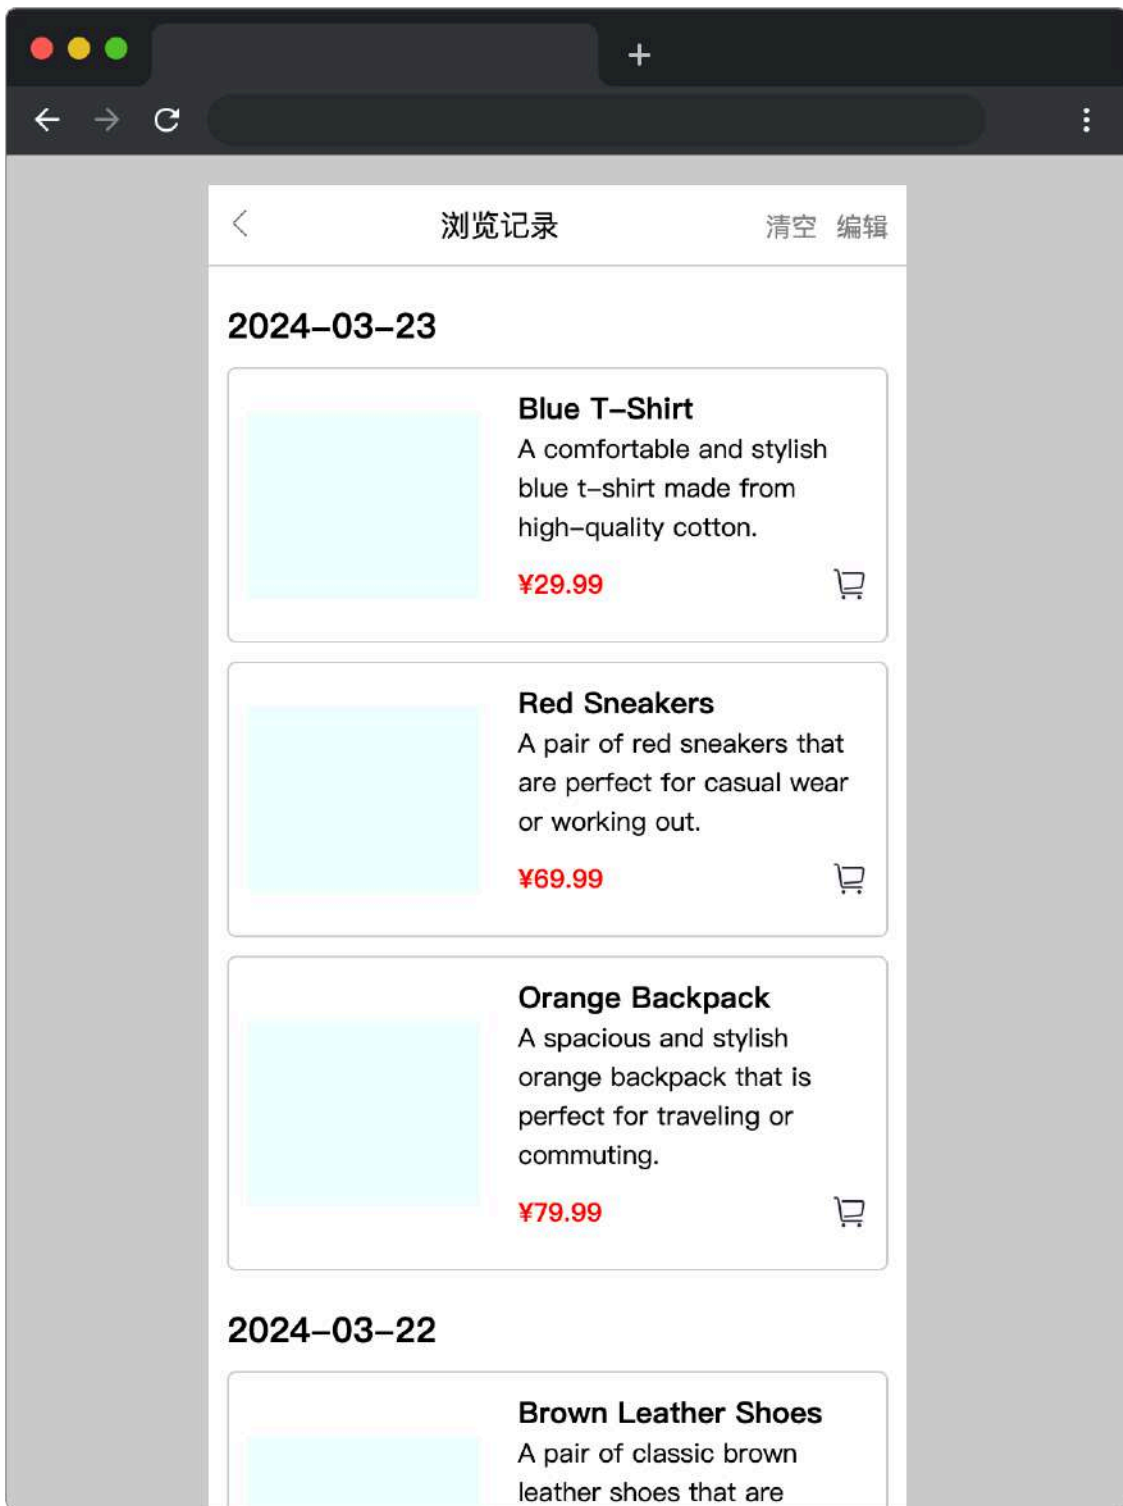 浏览记录
清空 编辑
2024-03-23
Blue T-Shirt
A comfortable and stylish
blue t-shirt made from
high-quality cotton.
¥29.99
Red Sneakers
A pair of red sneakers that
are perfect for casual wear
or working out.
¥69.99
Orange Backpack
A spacious and stylish
orange backpack that is
perfect for traveling or
commuting.
¥79.99
2024-03-22
Brown Leather Shoes
A pair of classic brown
leather shoes that are